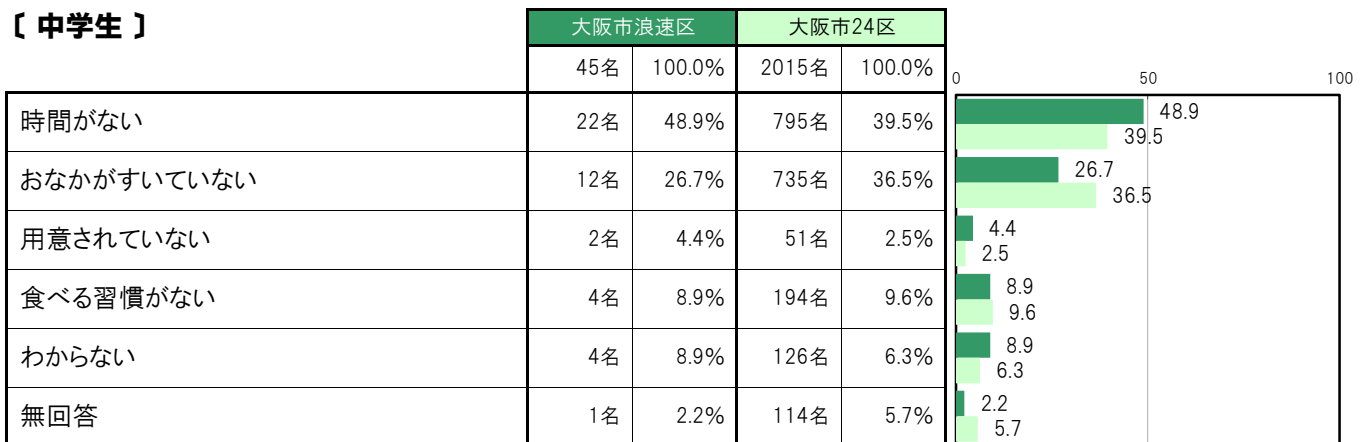 〔 中学生 〕
大阪市浪速区 大阪市24区
45名 100.0% 2015名 100.0%
0 50 100
時間がない 22名 48.9% 795名 39.5% 48.9
39.5
おなかがすいていない 12名 26.7% 735名 36.5% 26.7
36.5
用意されていない 2名 4.4% 51名 2.5% 4.4
2.5
食べる習慣がない 4名 8.9% 194名 9.6% 8.9
9.6
わからない 4名 8.9% 126名 6.3% 8.9
6.3
無回答 1名 2.2% 114名 5.7% 2.2
5.7